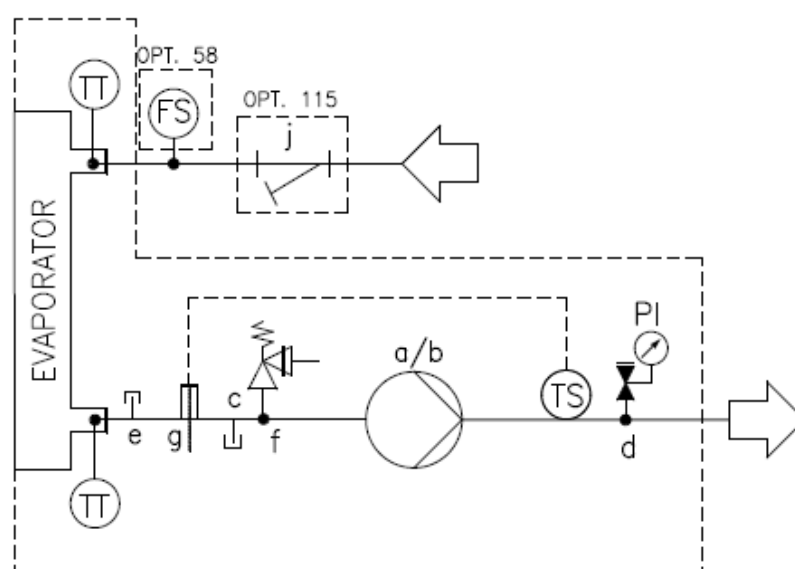 OPT. 58
TT
FS
OPT. 115
j
EVAPORATOR
PI
a/b
TS
c
e
g
f
d
TT